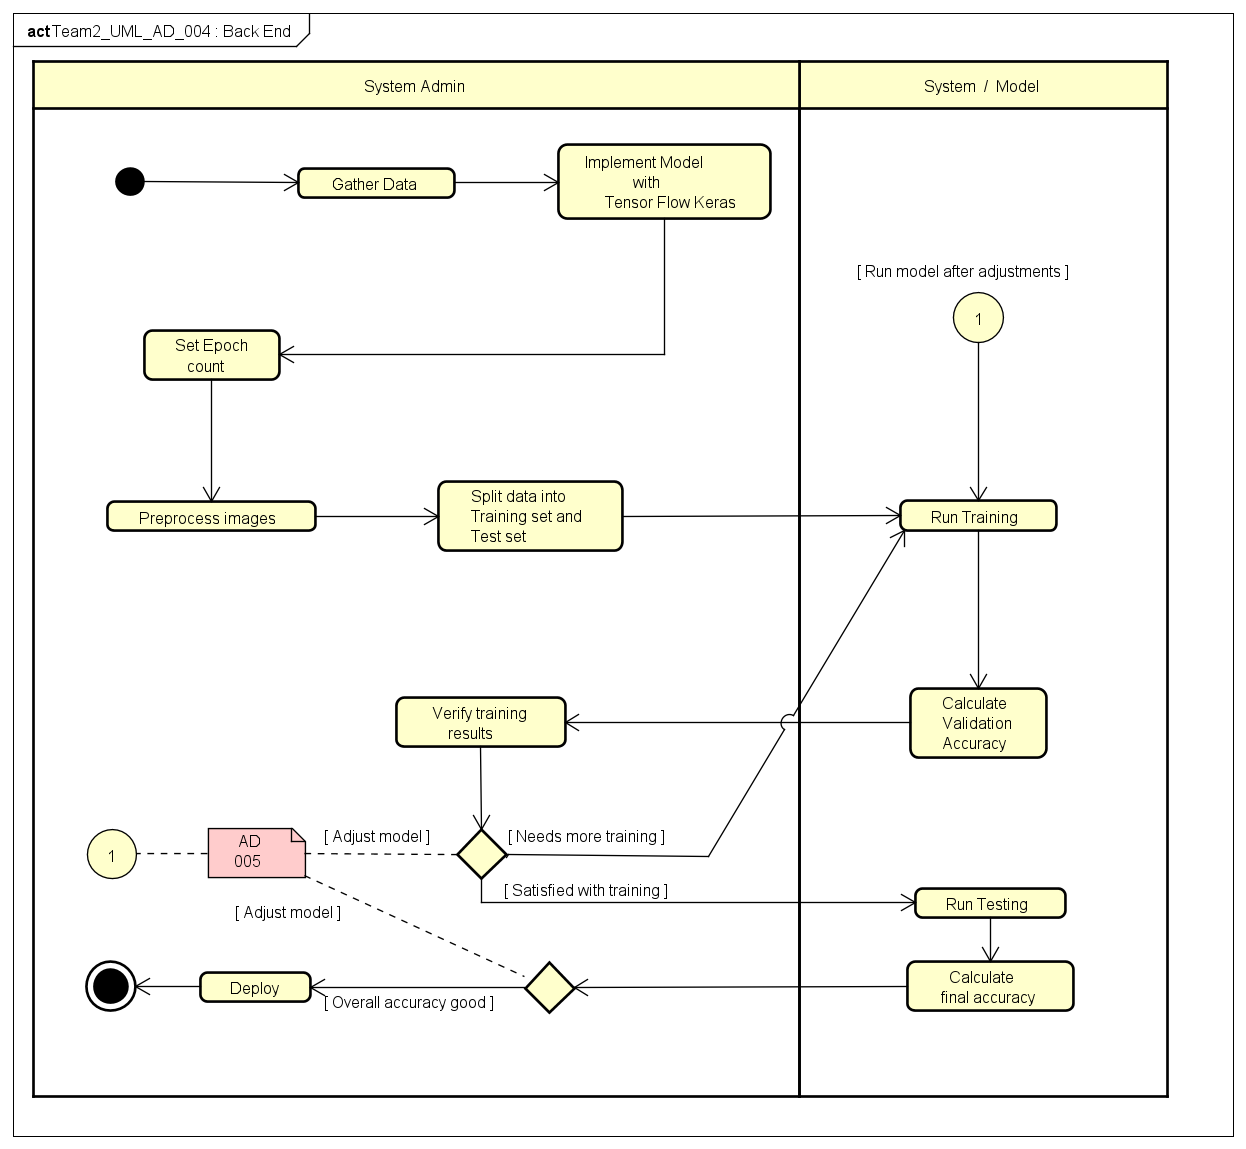 act Team2_UML_AD_004 : Back End
System Admin
System / Model
Gather Data
Implement Model
with
Tensor Flow Keras
[ Run model after adjustments ]
1
Set Epoch
count
Preprocess images
Split data into
Training set and
Test set
Run Training
Verify training
results
Calculate
Validation
Accuracy
1
AD
005
[ Adjust model ]
[ Needs more training ]
[ Satisfied with training ]
Run Testing
[ Adjust model ]
Deploy
[ Overall accuracy good ]
Calculate
final accuracy